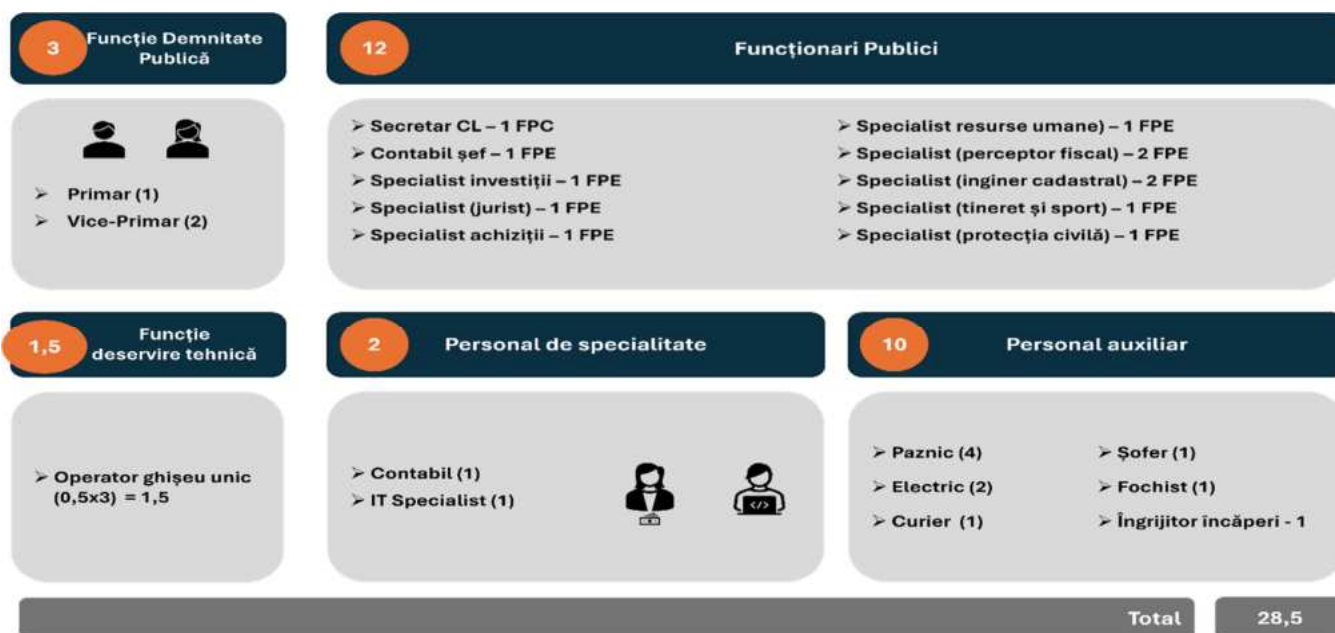 3
Funcție Demnitate
Publică
12
Funcționari Publici
➢ Primar (1)
➢ Vice-Primar (2)
➢ Secretar CL – 1 FPC
➢ Contabil șef – 1 FPE
➢ Specialist investiții – 1 FPE
➢ Specialist (jurist) – 1 FPE
➢ Specialist achiziții – 1 FPE
➢ Specialist resurse umane) – 1 FPE
➢ Specialist (perceptor fiscal) – 2 FPE
➢ Specialist (inginer cadastral) – 2 FPE
➢ Specialist (tineret și sport) – 1 FPE
➢ Specialist (protecția civilă) – 1 FPE
1,5
Funcție
deservire tehnică
2
Personal de specialitate
10
Personal auxiliar
➢ Operator ghișeu unic
(0,5x3) = 1,5
➢ Contabil (1)
➢ IT Specialist (1)
</>
➢ Paznic (4)
➢ Electric (2)
➢ Curier (1)
➢ Șofer (1)
➢ Fochist (1)
➢ Îngrijitor încăperi - 1
Total
28,5